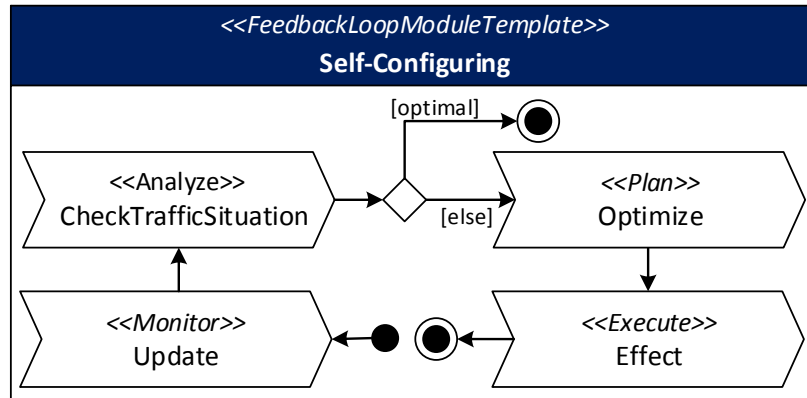 <<FeedbackLoopModuleTemplate>>
Self-Configuring
[optimal]
<<Analyze>>
CheckTrafficSituation
[else]
<<Plan>>
Optimize
<<Monitor>>
Update
<<Execute>>
Effect